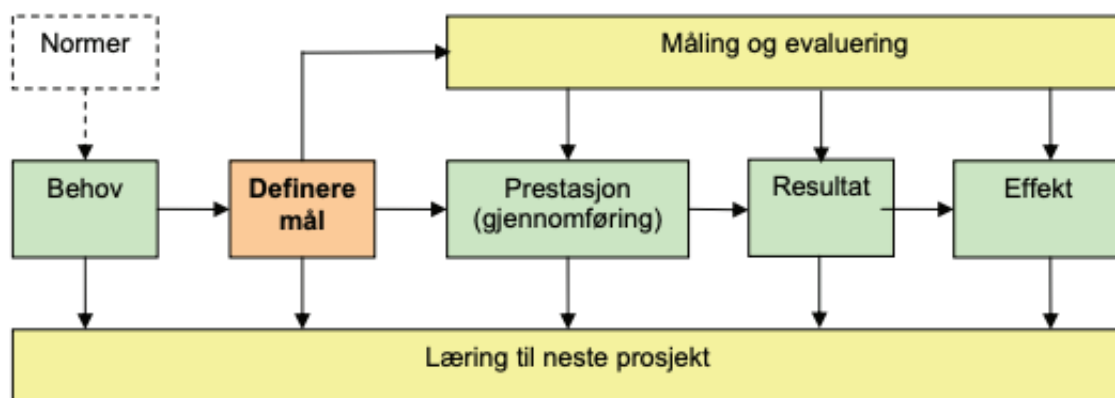 Normer
Måling og evaluering
Behov
Definere
mål
Prestasjon
(gjennomføring)
Resultat
Effekt
Læring til neste prosjekt